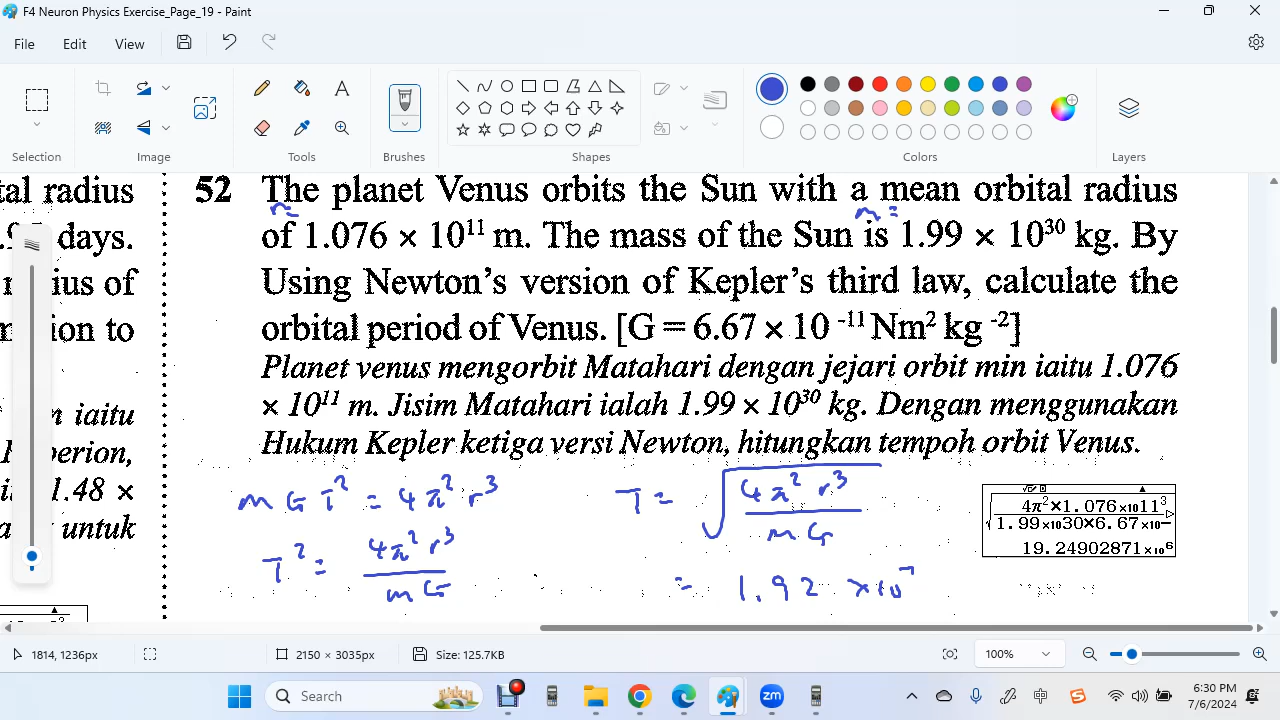 F4 Neuron Physics Exercise_Page_19 - Paint
File Edit View
Selection Image Tools Brushes Shapes Colors Layers
tal radius
days.
ius of
ion to
n iaitu
perion,
1.48 ×
untuk
52 The planet Venus orbits the Sun with a mean orbital radius
r= m=
of 1.076 × 10¹¹ m. The mass of the Sun is 1.99 × 10³⁰ kg. By
Using Newton's version of Kepler's third law, calculate the
orbital period of Venus. [G = 6.67 × 10 ⁻¹¹ Nm² kg ⁻²]
Planet venus mengorbit Matahari dengan jejari orbit min iaitu 1.076
× 10¹¹ m. Jisim Matahari ialah 1.99 × 10³⁰ kg. Dengan menggunakan
Hukum Kepler ketiga versi Newton, hitungkan tempoh orbit Venus.
m G T² = 4π² r³
T² = 4π² r³
m G
T = √ 4π² r³
m G
= 1.92 ×10⁷
4π²×1.076×10 11³
1.99×10 30×6.67×10⁻
19.24902871×10⁶
1814, 1236px 2150 × 3035px Size: 125.7KB 100%
Search
zm
中
6:30 PM
7/6/2024